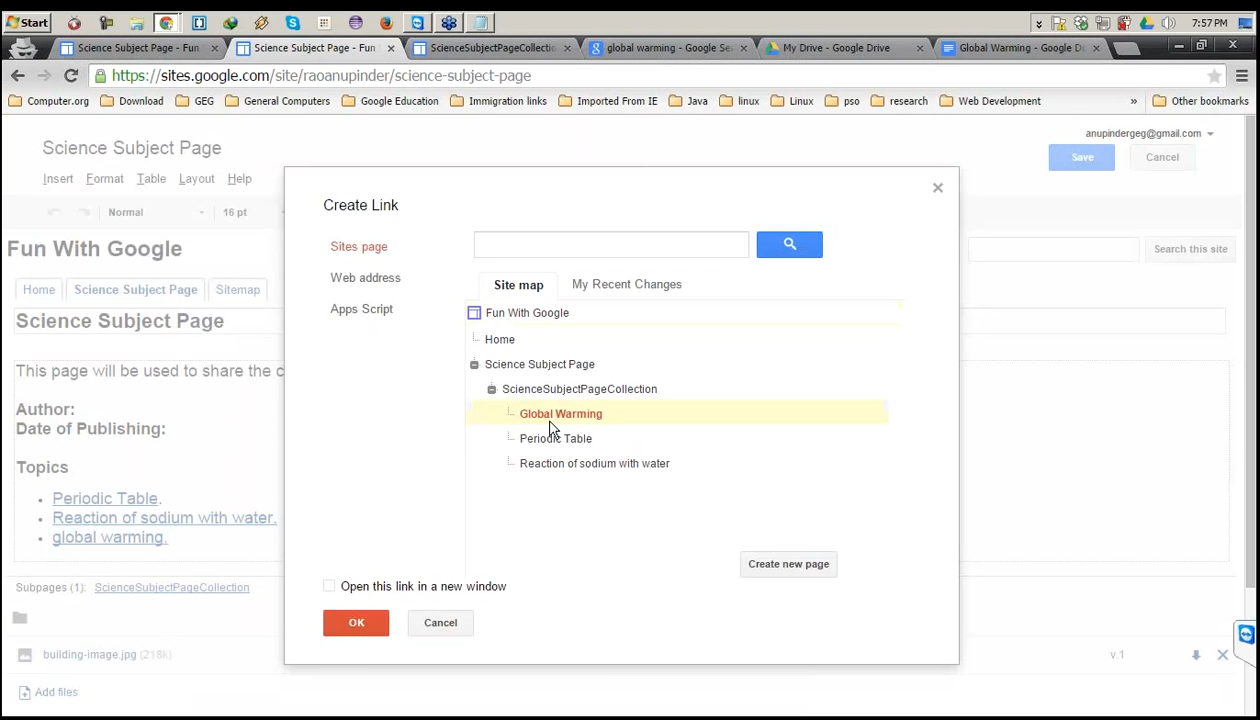 Start
7:57 PM
Science Subject Page - Fun
Science Subject Page - Fun
ScienceSubjectPageCollectio
global warming - Google Se
My Drive - Google Drive
Global Warming - Google D
https://sites.google.com/site/raoanupinder/science-subject-page
Computer.org
Download
GEG
General Computers
Google Education
Immigration links
Imported From IE
Java
linux
Linux
pso
research
Web Development
»
Other bookmarks
anupindergeg@gmail.com
Science Subject Page
Save
Cancel
Insert
Format
Table
Layout
Help
Normal
16 pt
Fun With Google
Search this site
Home
Science Subject Page
Sitemap
Science Subject Page
This page will be used to share the c
Author:
Date of Publishing:
Topics
• Periodic Table.
• Reaction of sodium with water.
• global warming.
Subpages (1): ScienceSubjectPageCollection
building-image.jpg (218k)
v.1
Add files
Create Link
Sites page
Web address
Apps Script
Site map
My Recent Changes
Fun With Google
Home
Science Subject Page
ScienceSubjectPageCollection
Global Warming
Periodic Table
Reaction of sodium with water
Create new page
Open this link in a new window
OK
Cancel